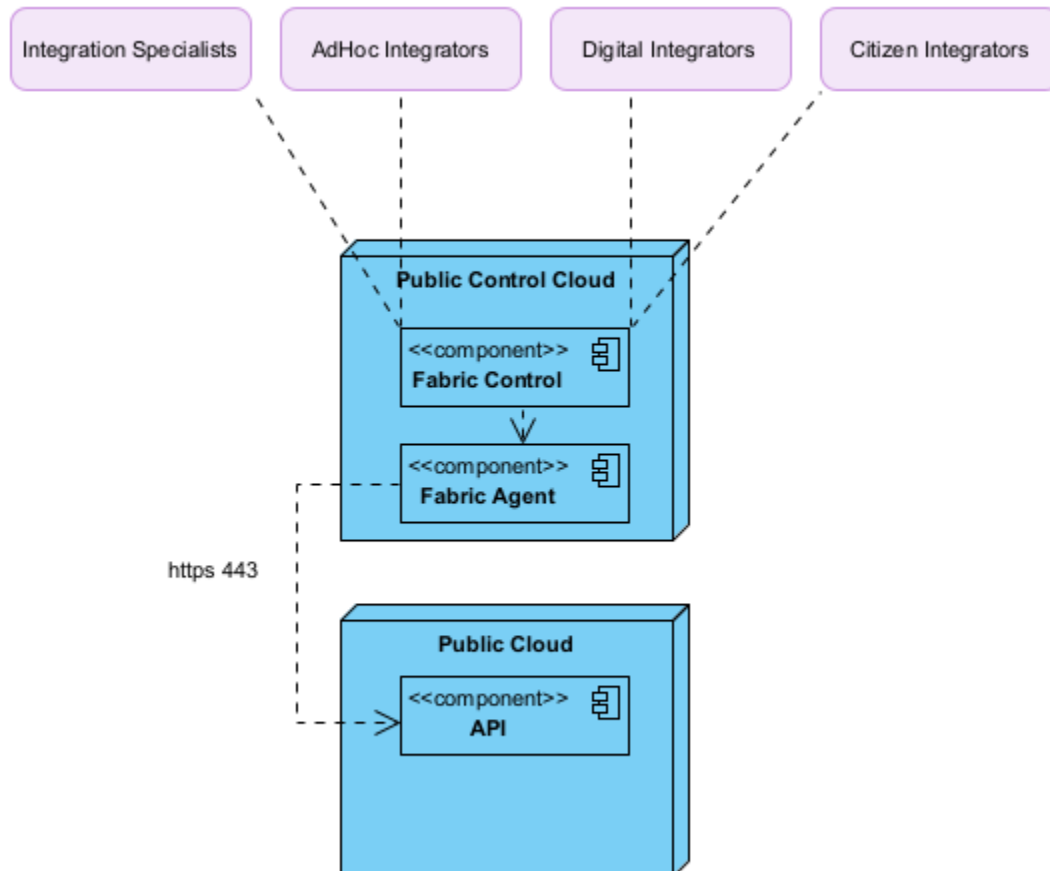 Integration Specialists
AdHoc Integrators
Digital Integrators
Citizen Integrators
Public Control Cloud
<<component>>
Fabric Control
<<component>>
Fabric Agent
https 443
Public Cloud
<<component>>
API